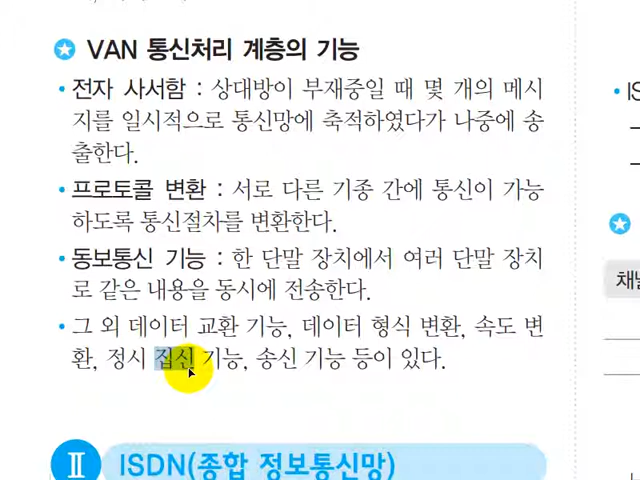 VAN 통신처리 계층의 기능
• 전자 사서함 : 상대방이 부재중일 때 몇 개의 메시
지를 일시적으로 통신망에 축적하였다가 나중에 송
출한다.
• 프로토콜 변환 : 서로 다른 기종 간에 통신이 가능
하도록 통신절차를 변환한다.
• 동보통신 기능 : 한 단말 장치에서 여러 단말 장치
로 같은 내용을 동시에 전송한다.
• 그 외 데이터 교환 기능, 데이터 형식 변환, 속도 변
환, 정시 집신 기능, 송신 기능 등이 있다.
Ⅱ ISDN(종합 정보통신망)